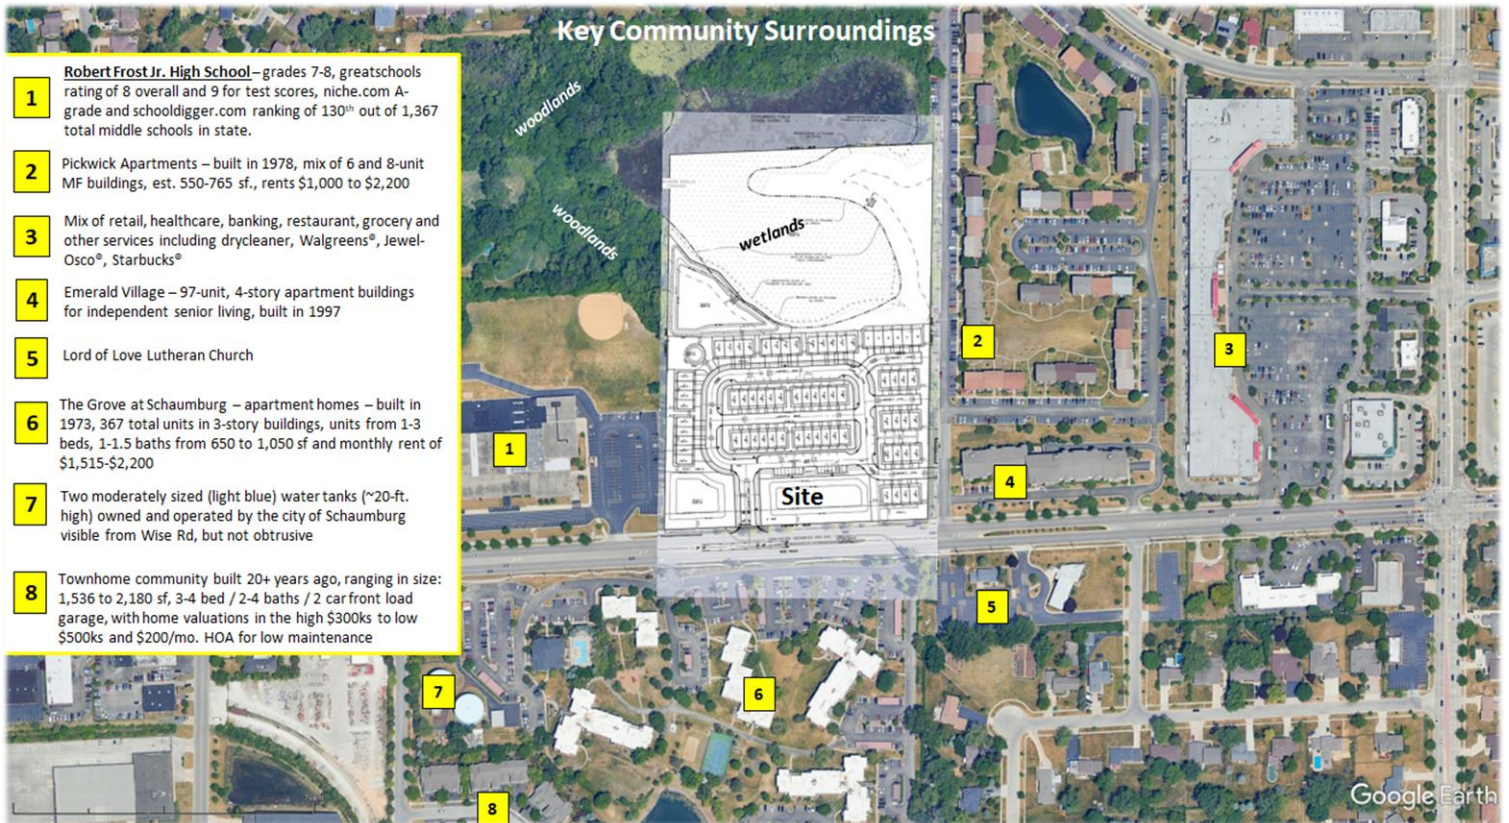 Key Community Surroundings
1
Robert Frost Jr. High School – grades 7-8, greatschools
rating of 8 overall and 9 for test scores, niche.com A-
grade and schooldigger.com ranking of 130th out of 1,367
total middle schools in state.
2
Pickwick Apartments – built in 1978, mix of 6 and 8-unit
MF buildings, est. 550-765 sf., rents $1,000 to $2,200
3
Mix of retail, healthcare, banking, restaurant, grocery and
other services including drycleaner, Walgreens®, Jewel-
Osco®, Starbucks®
4
Emerald Village – 97-unit, 4-story apartment buildings
for independent senior living, built in 1997
5
Lord of Love Lutheran Church
6
The Grove at Schaumburg – apartment homes – built in
1973, 367 total units in 3-story buildings, units from 1-3
beds, 1-1.5 baths from 650 to 1,050 sf and monthly rent of
$1,515-$2,200
7
Two moderately sized (light blue) water tanks (~20-ft.
high) owned and operated by the city of Schaumburg
visible from Wise Rd, but not obtrusive
8
Townhome community built 20+ years ago, ranging in size:
1,536 to 2,180 sf, 3-4 bed / 2-4 baths / 2 car front load
garage, with home valuations in the high $300ks to low
$500ks and $200/mo. HOA for low maintenance
woodlands
woodlands
wetlands
2
3
1
4
Site
5
7
6
8
Google Earth